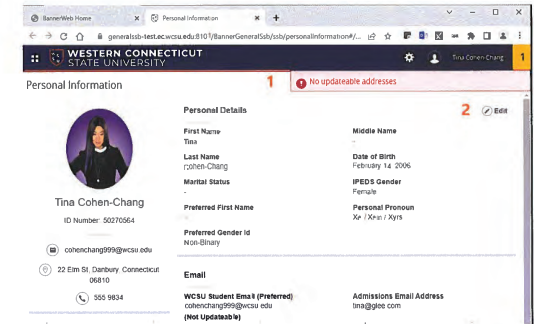 BannerWeb Home
Personal Information
generalssb-test.ec.wcsu.edu:8101/BannerGeneralSsb/ssb/personalInformation#/...
WESTERN CONNECTICUT
STATE UNIVERSITY
Tina Cohen-Chang
1
Personal Information
1
No updateable addresses
Personal Details
2
Edit
First Name
Middle Name
Tina
-
Last Name
Date of Birth
Cohen-Chang
February 14 2006
Marital Status
IPEDS Gender
-
Female
Tina Cohen-Chang
Preferred First Name
Personal Pronoun
ID Number: 50270564
Xe / Xem / Xyrs
Preferred Gender Id
cohenchang999@wcsu.edu
Non-Binary
22 Elm St, Danbury, Connecticut
06810
Email
555 9834
WCSU Student Email (Preferred)
Admissions Email Address
cohenchang999@wcsu edu
tina@glee com
(Not Updateable)